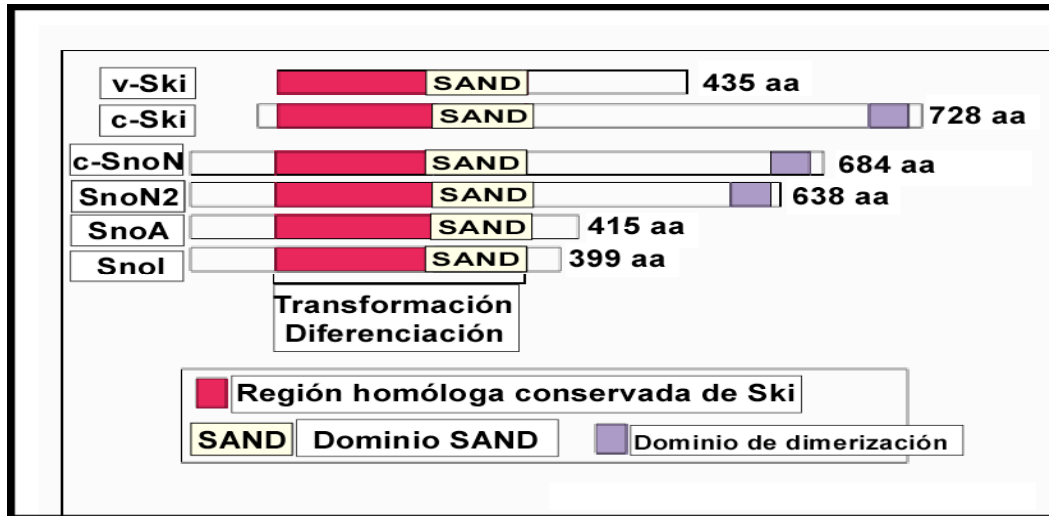 v-Ski SAND 435 aa
c-Ski SAND 728 aa
c-SnoN SAND 684 aa
SnoN2 SAND 638 aa
SnoA SAND 415 aa
SnoI SAND 399 aa
Transformación
Diferenciación
Región homóloga conservada de Ski
SAND Dominio SAND Dominio de dimerización